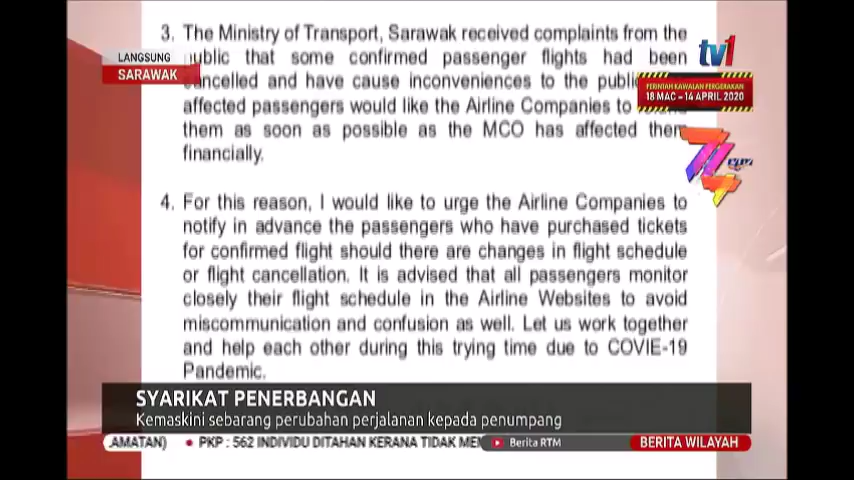 3. The Ministry of Transport, Sarawak received complaints from the
public that some confirmed passenger flights had been
cancelled and have cause inconveniences to the public
affected passengers would like the Airline Companies to
them as soon as possible as the MCO has affected them
financially.
4. For this reason, I would like to urge the Airline Companies to
notify in advance the passengers who have purchased tickets
for confirmed flight should there are changes in flight schedule
or flight cancellation. It is advised that all passengers monitor
closely their flight schedule in the Airline Websites to avoid
miscommunication and confusion as well. Let us work together
and help each other during this trying time due to COVIE-19
Pandemic.
LANGSUNG
SARAWAK
tv1
PERINTAH KAWALAN PERGERAKAN
18 MAC – 14 APRIL 2020
SYARIKAT PENERBANGAN
Kemaskini sebarang perubahan perjalanan kepada penumpang
AMATAN) • PKP : 562 INDIVIDU DITAHAN KERANA TIDAK
Berita RTM
BERITA WILAYAH